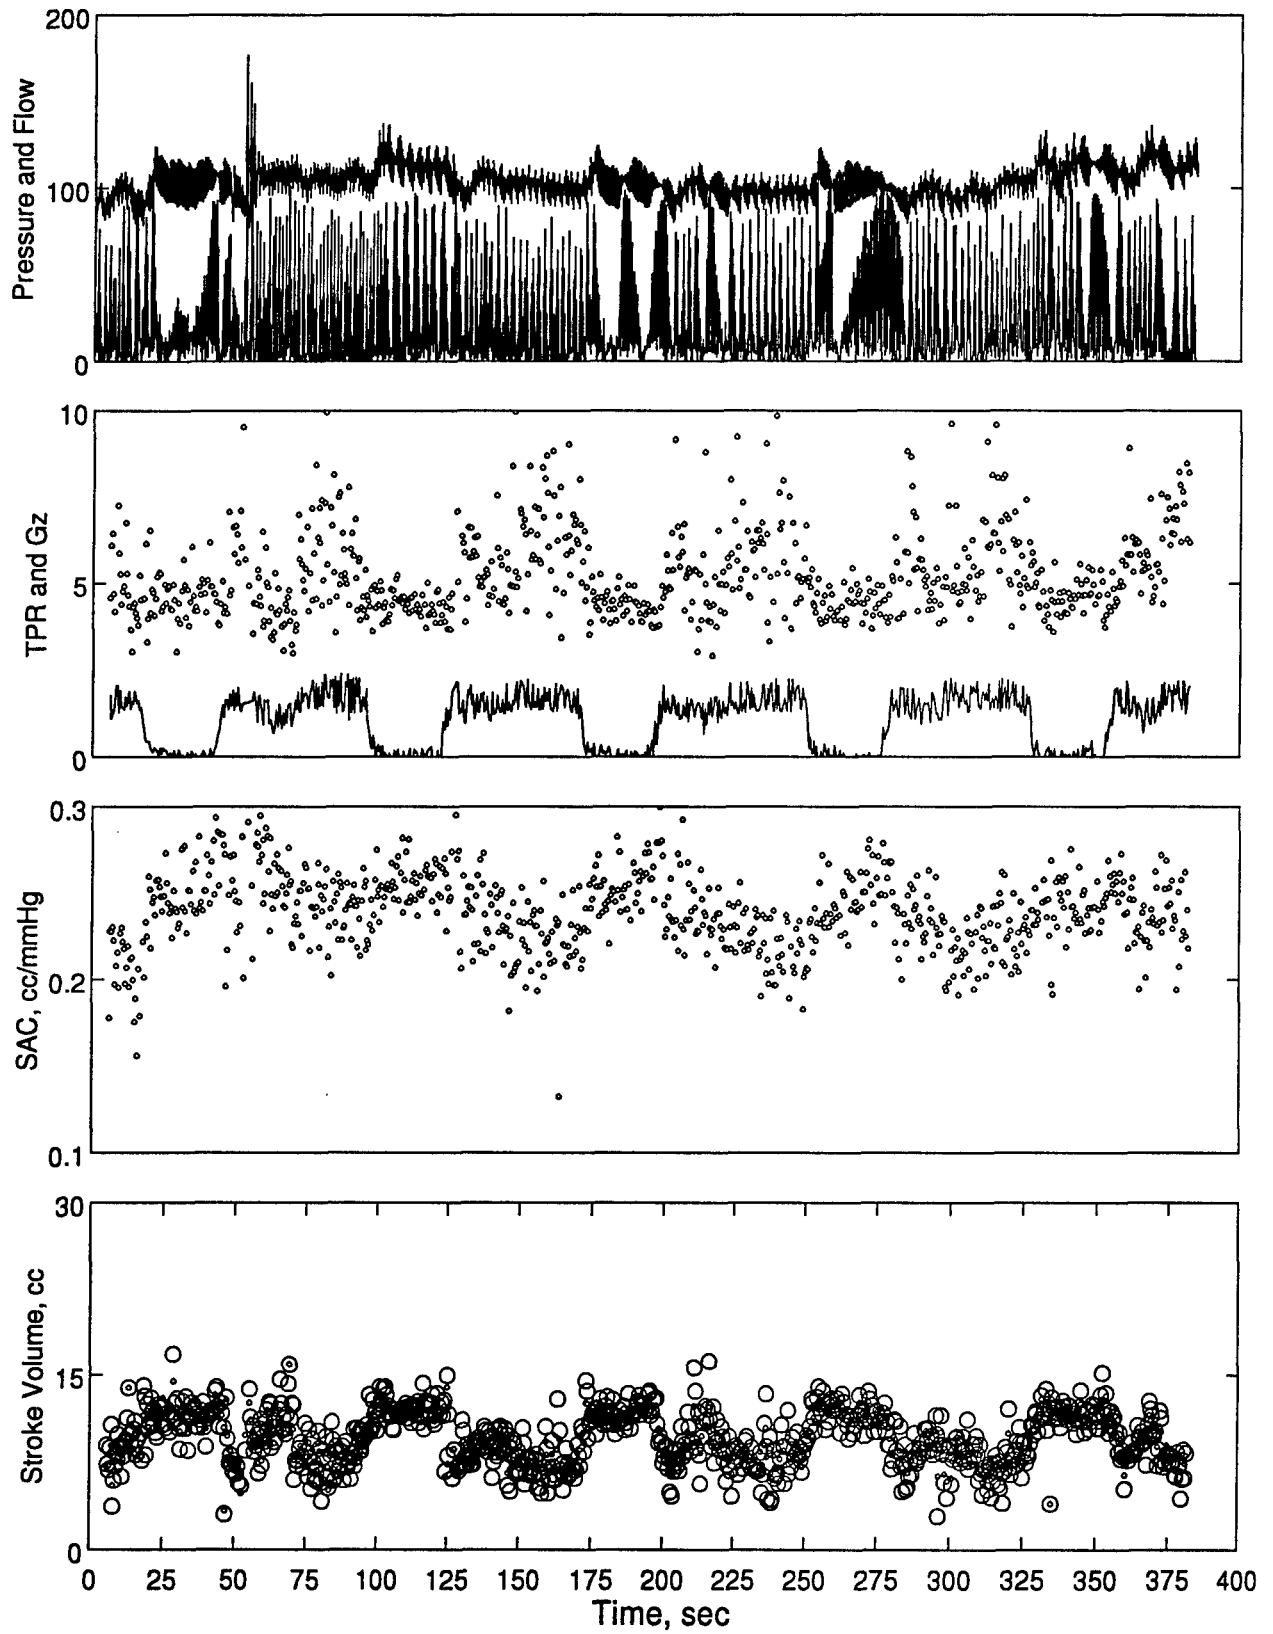 200
100
0
Pressure and Flow
10
5
0
TPR and Gz
0.3
0.2
0.1
SAC, cc/mmHg
30
15
0
Stroke Volume, cc
0 25 50 75 100 125 150 175 200 225 250 275 300 325 350 375 400
Time, sec